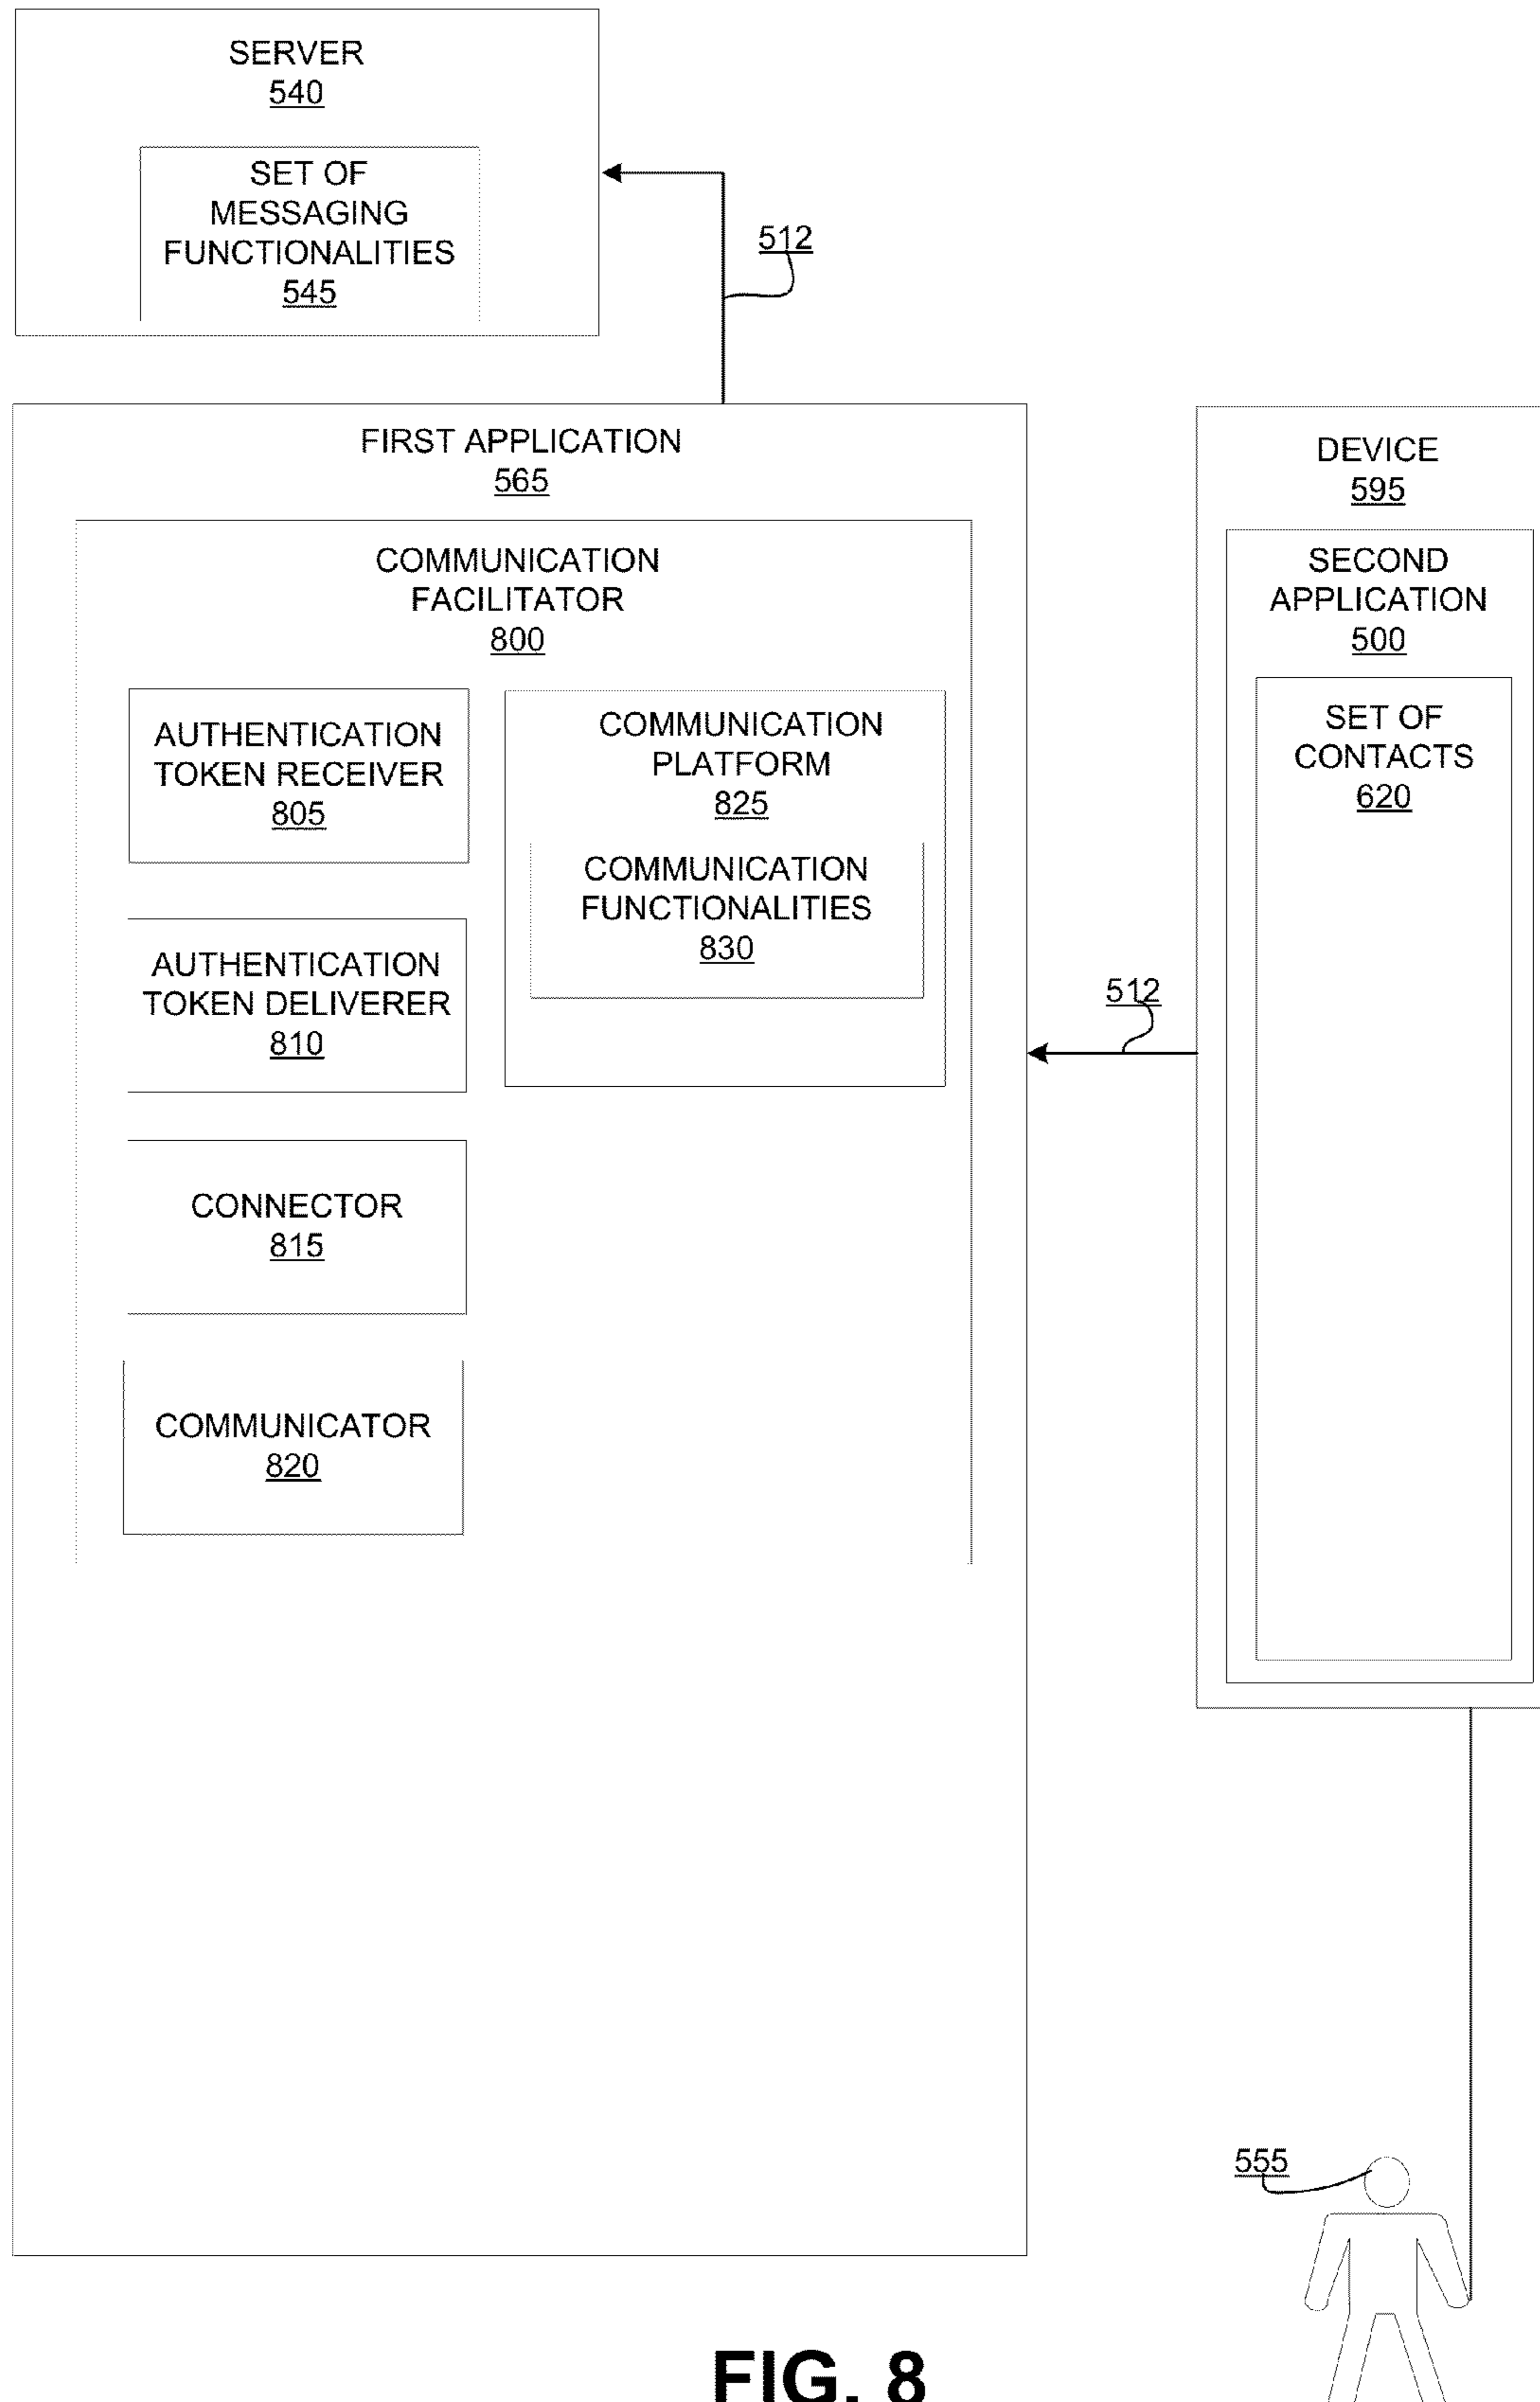 SERVER
540
SET OF
MESSAGING
FUNCTIONALITIES
545
512
FIRST APPLICATION
565
COMMUNICATION
FACILITATOR
800
AUTHENTICATION
TOKEN RECEIVER
805
COMMUNICATION
PLATFORM
825
COMMUNICATION
FUNCTIONALITIES
830
AUTHENTICATION
TOKEN DELIVERER
810
CONNECTOR
815
COMMUNICATOR
820
512
DEVICE
595
SECOND
APPLICATION
500
SET OF
CONTACTS
620
555
FIG. 8